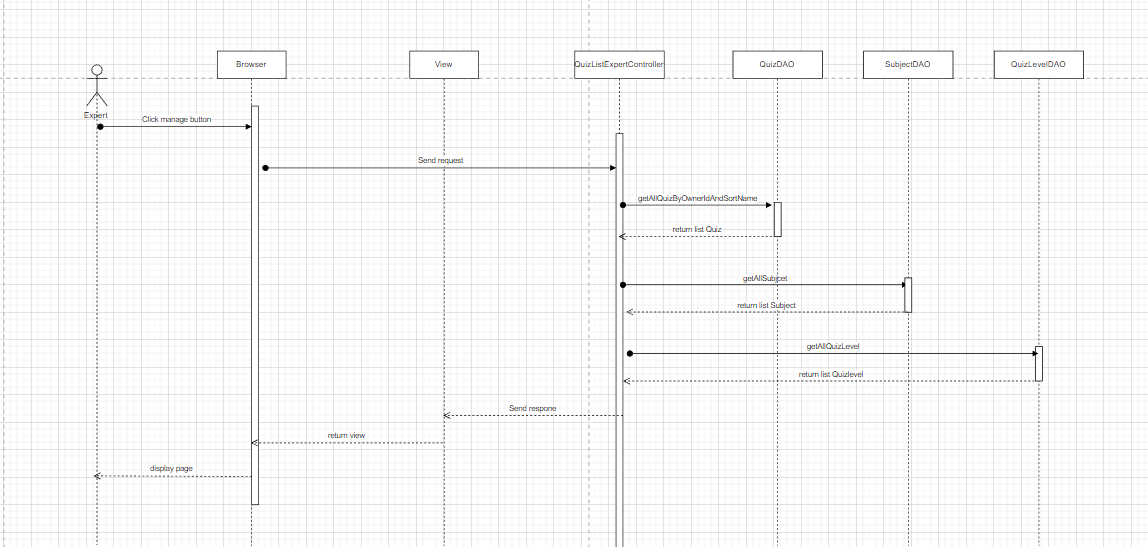 Browser
View
QuizListExpertController
QuizDAO
SubjectDAO
QuizLevelDAO
Expert
Click manage button
Send request
getAllQuizByOwnerIdAndSortName
return list Quiz
getAllSubjcet
return list Subject
getAllQuizLevel
return list Quizlevel
Send respone
return view
display page